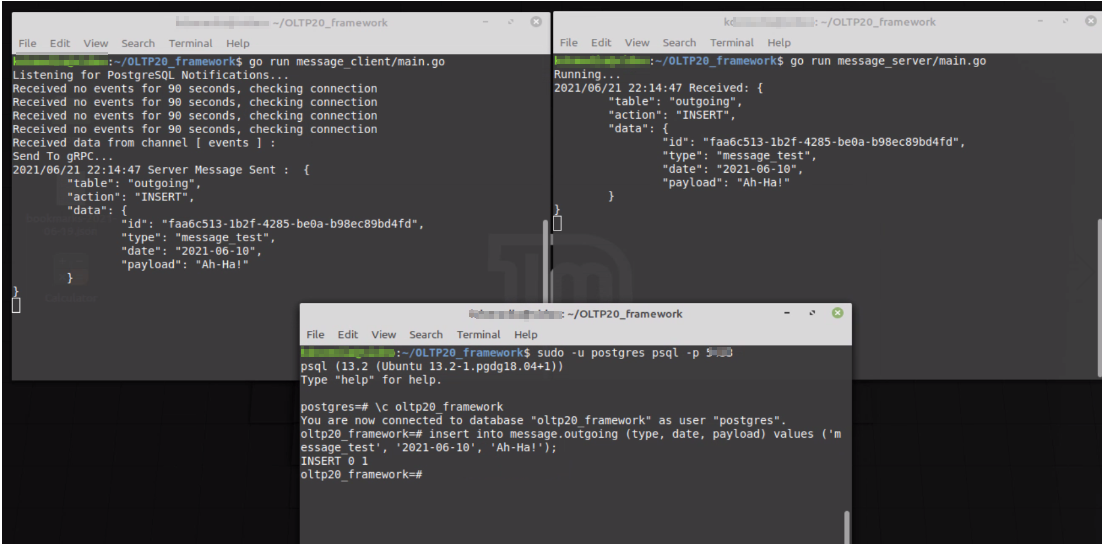 ~/OLTP20_framework
File Edit View Search Terminal Help
:~/OLTP20_framework$ go run message_client/main.go
Listening for PostgreSQL Notifications...
Received no events for 90 seconds, checking connection
Received no events for 90 seconds, checking connection
Received no events for 90 seconds, checking connection
Received no events for 90 seconds, checking connection
Received data from channel [ events ] :
Send To gRPC...
2021/06/21 22:14:47 Server Message Sent :  {
"table": "outgoing",
"action": "INSERT",
"data": {
"id": "faa6c513-1b2f-4285-be0a-b98ec89bd4fd",
"type": "message_test",
"date": "2021-06-10",
"payload": "Ah-Ha!"
}
}
: ~/OLTP20_framework
File Edit View Search Terminal Help
:~/OLTP20_framework$ go run message_server/main.go
Running...
2021/06/21 22:14:47 Received: {
"table": "outgoing",
"action": "INSERT",
"data": {
"id": "faa6c513-1b2f-4285-be0a-b98ec89bd4fd",
"type": "message_test",
"date": "2021-06-10",
"payload": "Ah-Ha!"
}
}
: ~/OLTP20_framework
File Edit View Search Terminal Help
:~/OLTP20_framework$ sudo -u postgres psql -p
psql (13.2 (Ubuntu 13.2-1.pgdg18.04+1))
Type "help" for help.
postgres=# \c oltp20_framework
You are now connected to database "oltp20_framework" as user "postgres".
oltp20_framework=# insert into message.outgoing (type, date, payload) values ('m
essage_test', '2021-06-10', 'Ah-Ha!');
INSERT 0 1
oltp20_framework=#